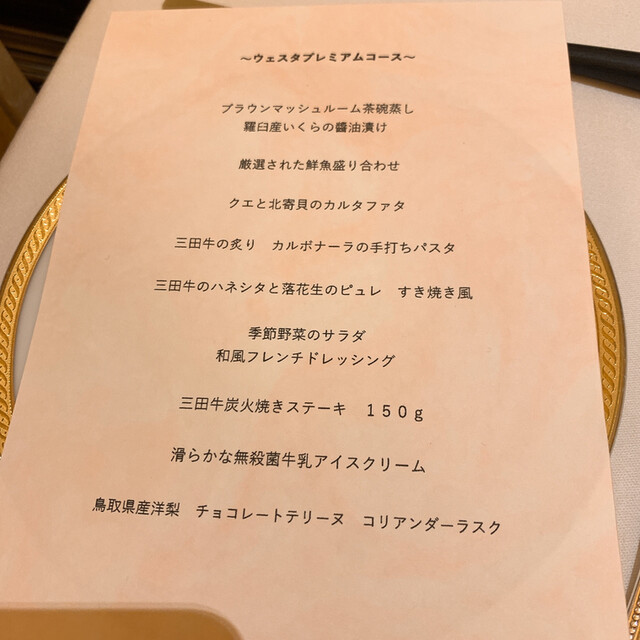 ～ウェスタプレミアムコース～
ブラウンマッシュルーム茶碗蒸し
羅臼産いくらの醬油漬け
厳選された鮮魚盛り合わせ
クエと北寄貝のカルタファタ
三田牛の炙り　カルボナーラの手打ちパスタ
三田牛のハネシタと落花生のピュレ　すき焼き風
季節野菜のサラダ
和風フレンチドレッシング
三田牛炭火焼きステーキ　１５０ｇ
滑らかな無殺菌牛乳アイスクリーム
鳥取県産洋梨　チョコレートテリーヌ　コリアンダーラスク